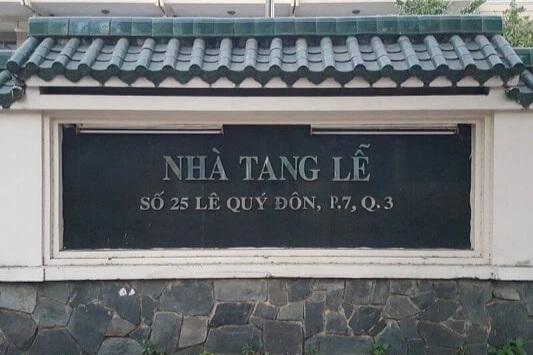 NHÀ TANG LỄ
SỐ 25 LÊ QUÝ ĐÔN, P.7, Q.3